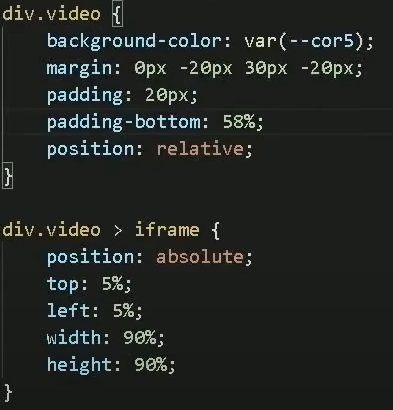 div.video {
    background-color: var(--cor5);
    margin: 0px -20px 30px -20px;
    padding: 20px;
    padding-bottom: 58%;
    position: relative;
}

div.video > iframe {
    position: absolute;
    top: 5%;
    left: 5%;
    width: 90%;
    height: 90%;
}